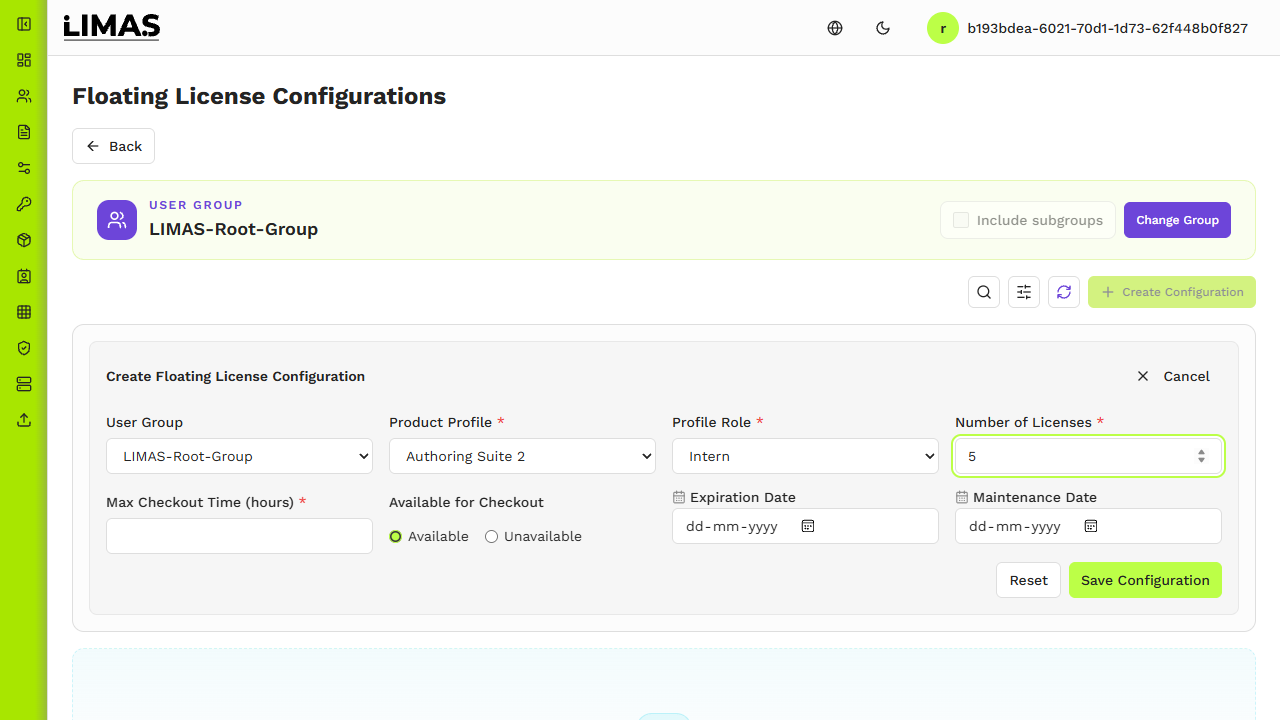 LIMAS
r b193bdea-6021-70d1-1d73-62f448b0f827
Floating License Configurations
Back
USER GROUP
LIMAS-Root-Group
Include subgroups
Change Group
Create Configuration
Create Floating License Configuration
Cancel
User Group
Product Profile *
Profile Role *
Number of Licenses *
LIMAS-Root-Group
Authoring Suite 2
Intern
5
Max Checkout Time (hours) *
Available for Checkout
Expiration Date
Maintenance Date
Available
Unavailable
dd-mm-yyyy
dd-mm-yyyy
Reset
Save Configuration